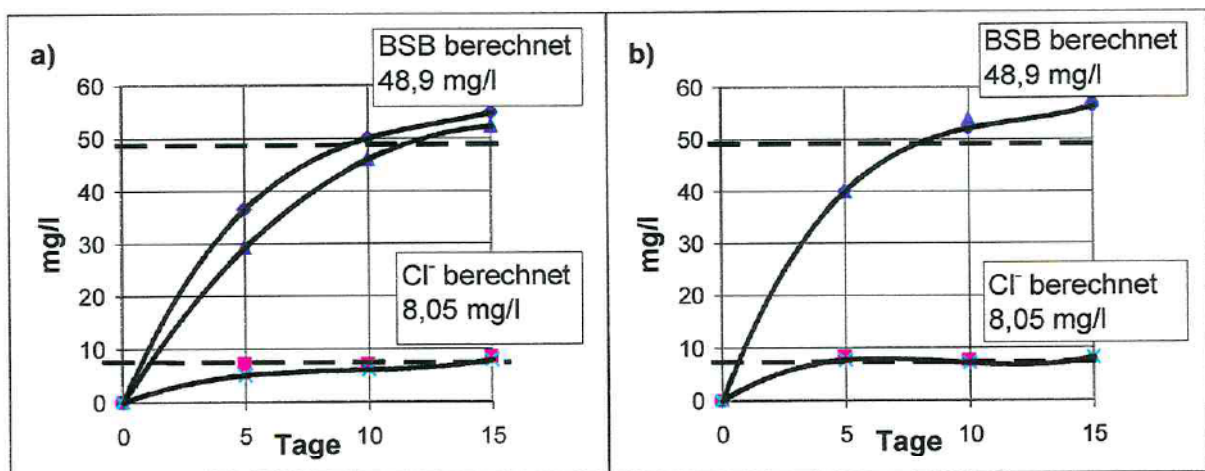 a)
BSB berechnet
48,9 mg/l
60
50
40
30
20
10
0
mg/l
Cl⁻ berechnet
8,05 mg/l
0 5 10 15
Tage
b)
BSB berechnet
48,9 mg/l
60
50
40
30
20
10
0
mg/l
Cl⁻ berechnet
8,05 mg/l
0 5 10 15
Tage